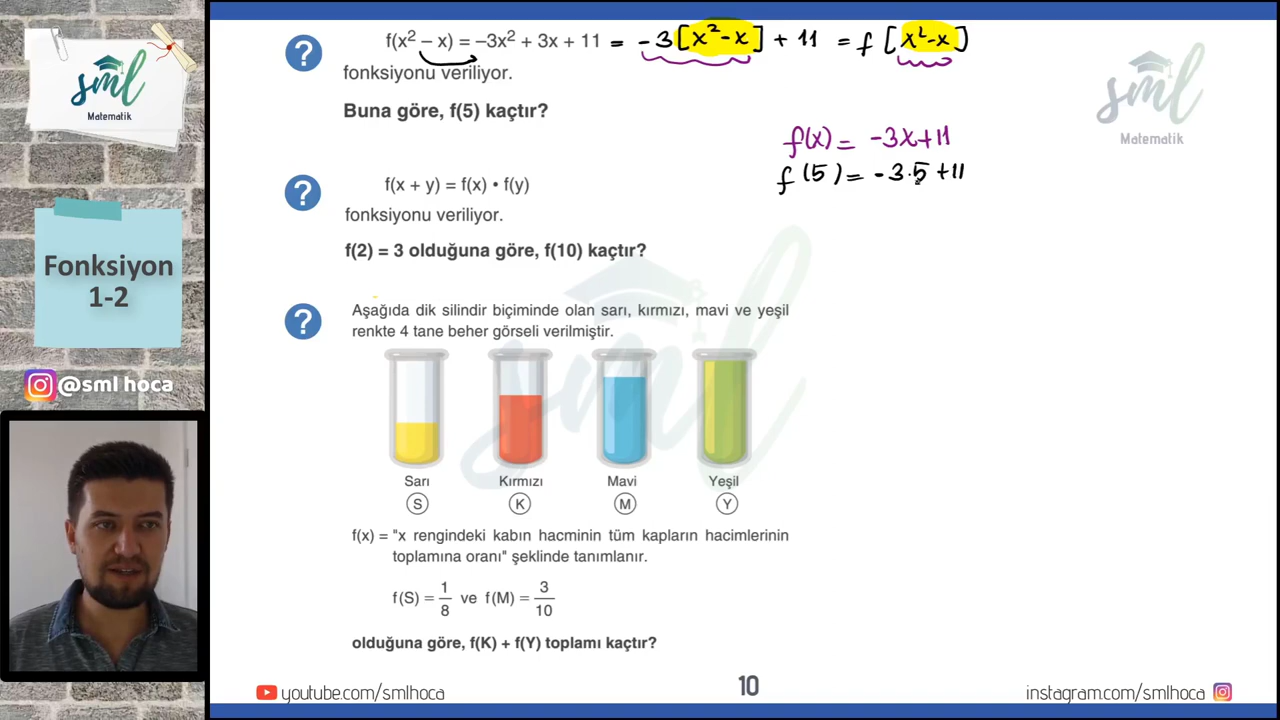 sml
Matematik
Fonksiyon
1-2
@sml hoca
?
f(x² – x) = –3x² + 3x + 11 = -3 [x²-x] + 11 = f [x²-x]
fonksiyonu veriliyor.
Buna göre, f(5) kaçtır?
f(x) = -3x+11
f(5) = -3·5 +11
sml
Matematik
?
f(x + y) = f(x) • f(y)
fonksiyonu veriliyor.
f(2) = 3 olduğuna göre, f(10) kaçtır?
?
Aşağıda dik silindir biçiminde olan sarı, kırmızı, mavi ve yeşil
renkte 4 tane beher görseli verilmiştir.
sml
Sarı Kırmızı Mavi Yeşil
S K M Y
f(x) = "x rengindeki kabın hacminin tüm kapların hacimlerinin
toplamına oranı" şeklinde tanımlanır.
f(S) = 1/8 ve f(M) = 3/10
olduğuna göre, f(K) + f(Y) toplamı kaçtır?
youtube.com/smlhoca
10
instagram.com/smlhoca